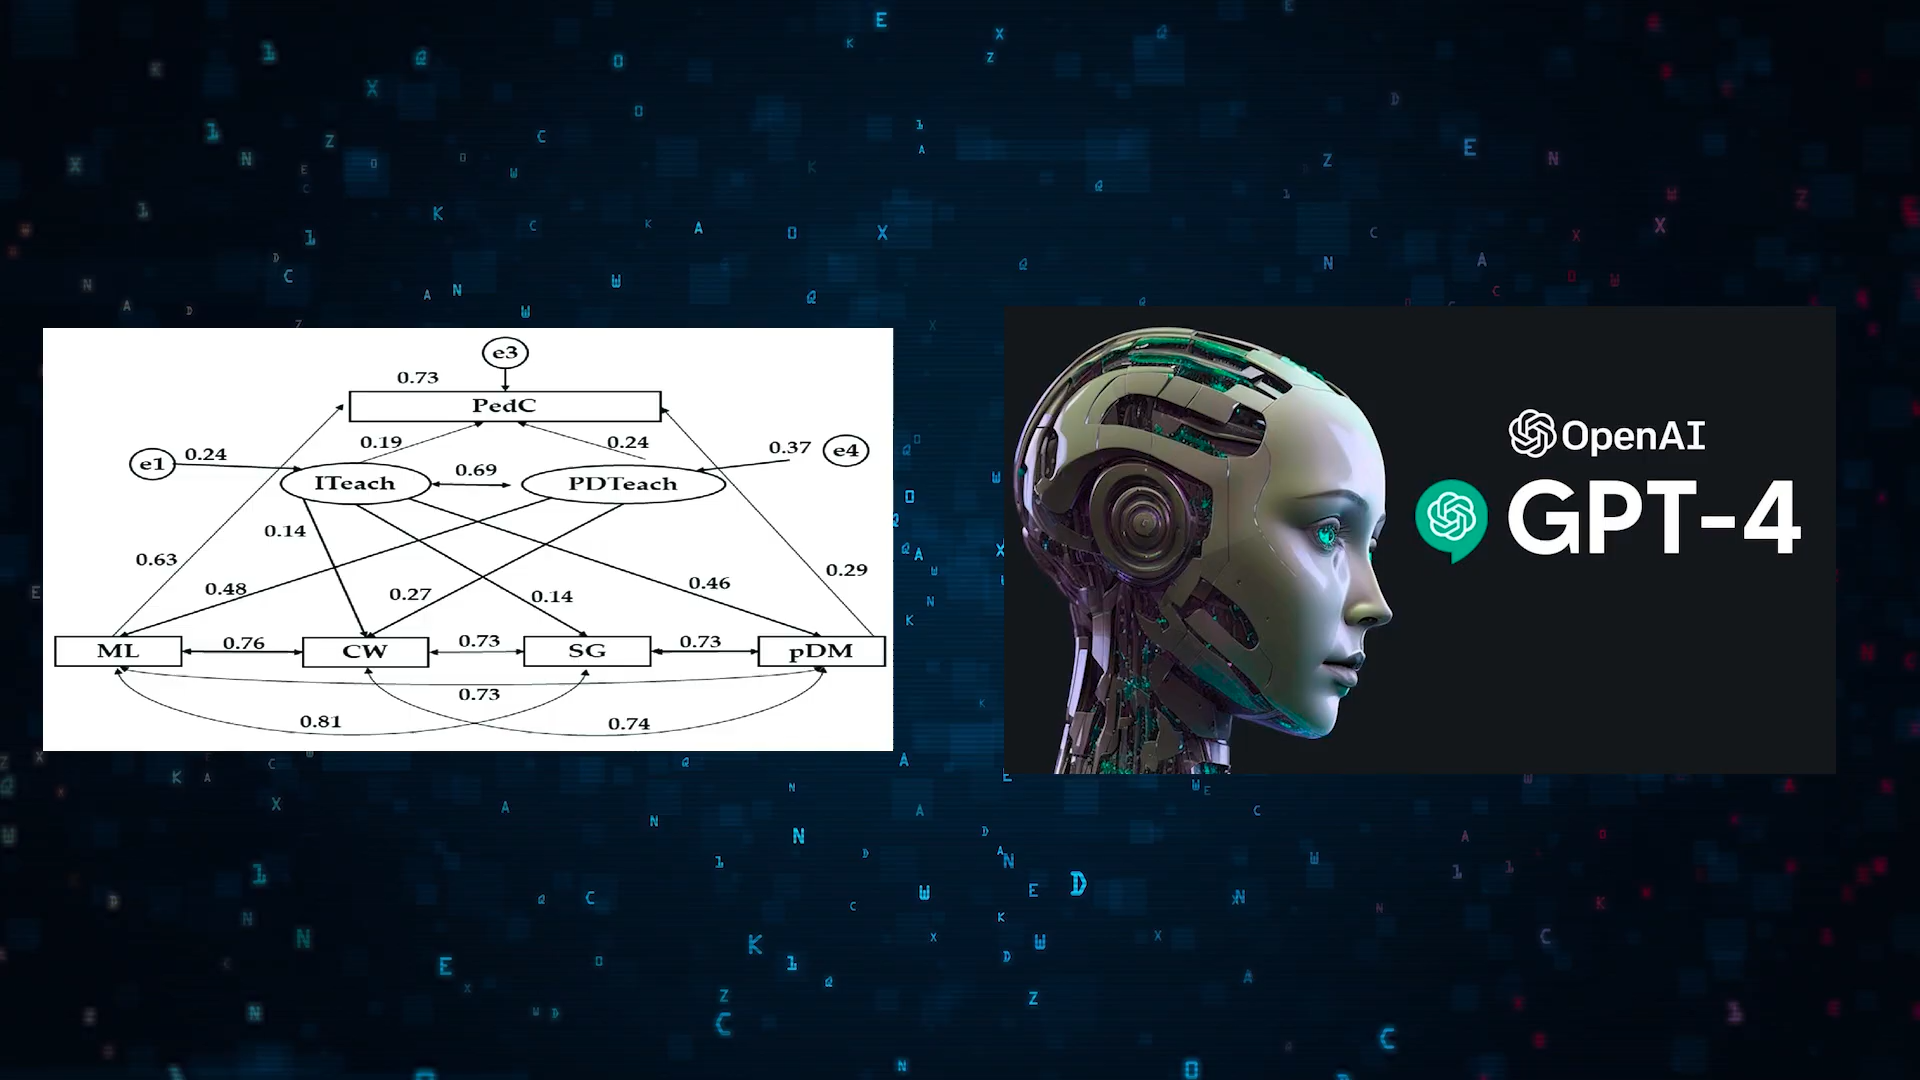 e3
0.73
PedC
0.19
0.24
e1
0.24
0.37
e4
ITeach
0.69
PDTeach
0.14
0.63
0.48
0.27
0.14
0.46
0.29
ML
0.76
CW
0.73
SG
0.73
pDM
0.73
0.81
0.74
OpenAI
GPT-4